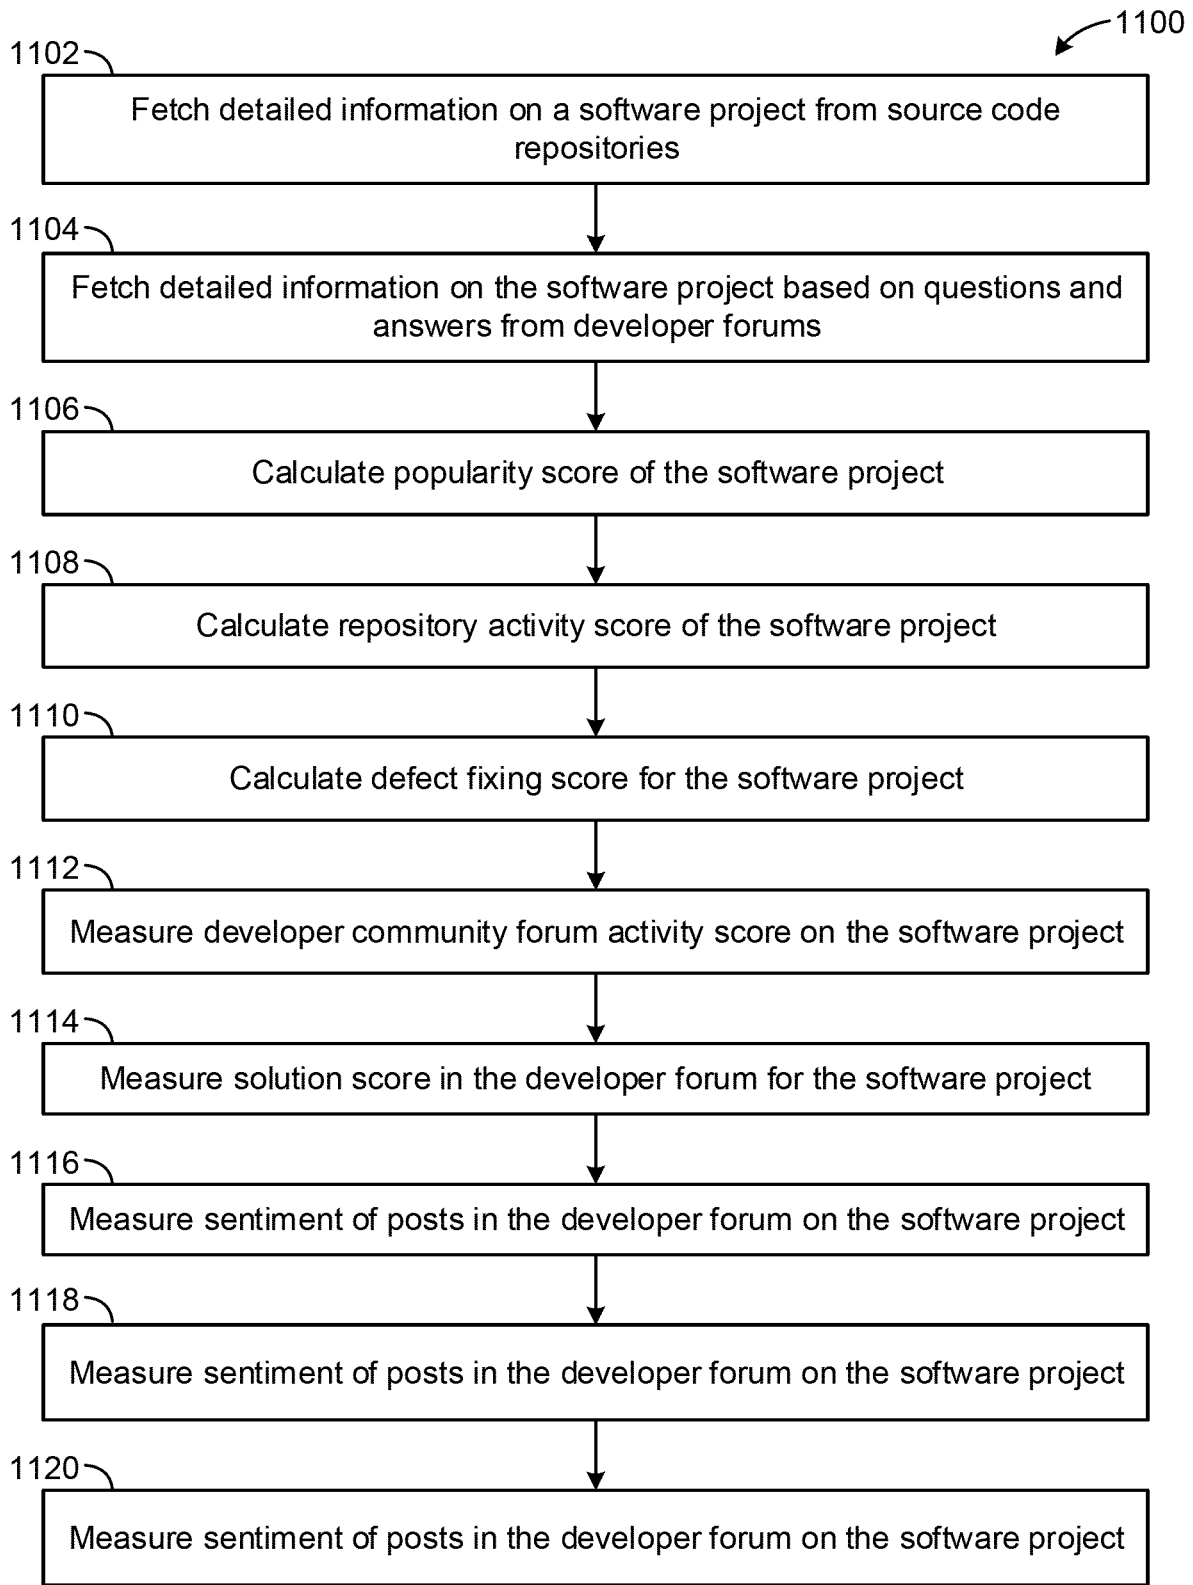 1100
1102
Fetch detailed information on a software project from source code
repositories
1104
Fetch detailed information on the software project based on questions and
answers from developer forums
1106
Calculate popularity score of the software project
1108
Calculate repository activity score of the software project
1110
Calculate defect fixing score for the software project
1112
Measure developer community forum activity score on the software project
1114
Measure solution score in the developer forum for the software project
1116
Measure sentiment of posts in the developer forum on the software project
1118
Measure sentiment of posts in the developer forum on the software project
1120
Measure sentiment of posts in the developer forum on the software project